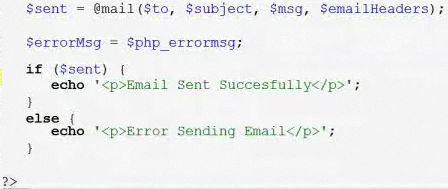 $sent = @mail($to, $subject, $msg, $emailHeaders);
$errorMsg = $php_errormsg;
if ($sent) {
echo '<p>Email Sent Succesfully</p>';
}
else {
echo '<p>Error Sending Email</p>';
}
?>